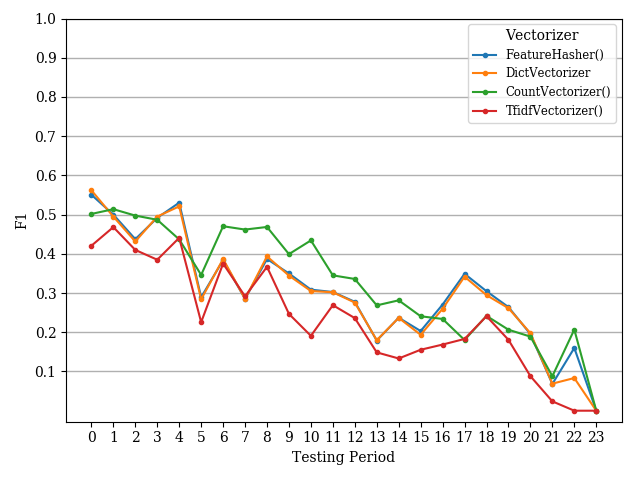 1.0
0.9
0.8
0.7
0.6
0.5
0.4
0.3
0.2
0.1
F1
Vectorizer
FeatureHasher()
DictVectorizer
CountVectorizer()
TfidfVectorizer()
0 1 2 3 4 5 6 7 8 9 10 11 12 13 14 15 16 17 18 19 20 21 22 23
Testing Period